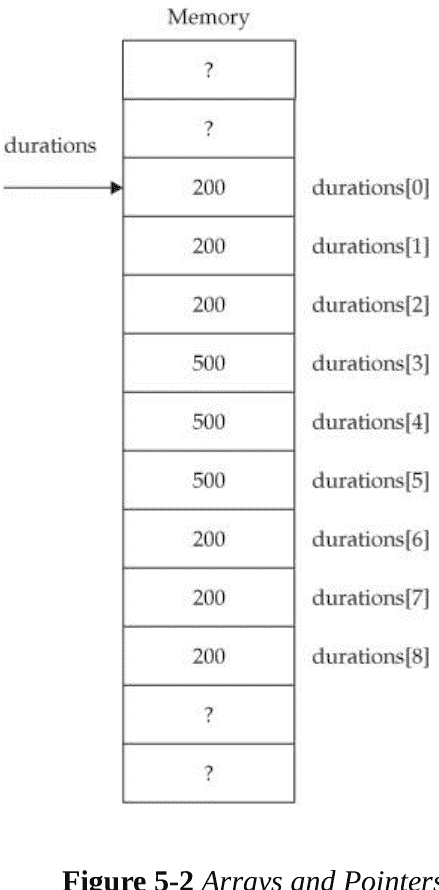 Memory
?
?
durations
200 durations[0]
200 durations[1]
200 durations[2]
500 durations[3]
500 durations[4]
500 durations[5]
200 durations[6]
200 durations[7]
200 durations[8]
?
?
Figure 5-2 Arrays and Pointers